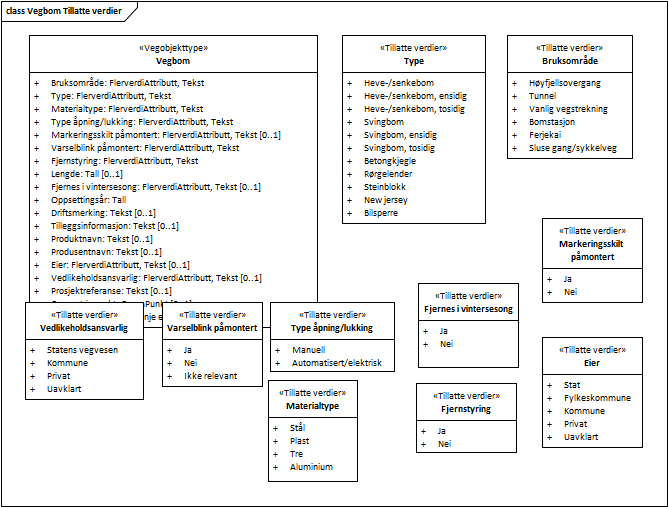 class Vegbom Tillatte verdier
«Vegobjekttype»
Vegbom
+ Bruksområde: FlerverdiAttributt, Tekst
+ Type: FlerverdiAttributt, Tekst
+ Materialtype: FlerverdiAttributt, Tekst
+ Type åpning/lukking: FlerverdiAttributt, Tekst
+ Markeringsskilt påmontert: FlerverdiAttributt, Tekst [0..1]
+ Varselblink påmontert: FlerverdiAttributt, Tekst
+ Fjernstyring: FlerverdiAttributt, Tekst
+ Lengde: Tall [0..1]
+ Fjernes i vintersesong: FlerverdiAttributt, Tekst [0..1]
+ Oppsettingsår: Tall
+ Driftsmerking: Tekst [0..1]
+ Tilleggsinformasjon: Tekst [0..1]
+ Produktnavn: Tekst [0..1]
+ Produsentnavn: Tekst [0..1]
+ Eier: FlerverdiAttributt, Tekst [0..1]
+ Vedlikeholdsansvarlig: FlerverdiAttributt, Tekst [0..1]
+ Prosjektreferanse: Tekst [0..1]
«Tillatte verdier»
Type
+ Heve-/senkebom
+ Heve-/senkebom, ensidig
+ Heve-/senkebom, tosidig
+ Svingbom
+ Svingbom, ensidig
+ Svingbom, tosidig
+ Betongkjegle
+ Rørgelender
+ Steinblokk
+ New jersey
+ Bilsperre
«Tillatte verdier»
Bruksområde
+ Høyfjellsovergang
+ Tunnel
+ Vanlig vegstrekning
+ Bomstasjon
+ Ferjekai
+ Sluse gang/sykkelveg
«Tillatte verdier»
Markeringsskilt
påmontert
+ Ja
+ Nei
«Tillatte verdier»
Vedlikeholdsansvarlig
+ Statens vegvesen
+ Kommune
+ Privat
+ Uavklart
«Tillatte verdier»
Varselblink påmontert
+ Ja
+ Nei
+ Ikke relevant
«Tillatte verdier»
Type åpning/lukking
+ Manuell
+ Automatisert/elektrisk
«Tillatte verdier»
Fjernes i vintersesong
+ Ja
+ Nei
«Tillatte verdier»
Eier
+ Stat
+ Fylkeskommune
+ Kommune
+ Privat
+ Uavklart
«Tillatte verdier»
Materialtype
+ Stål
+ Plast
+ Tre
+ Aluminium
«Tillatte verdier»
Fjernstyring
+ Ja
+ Nei